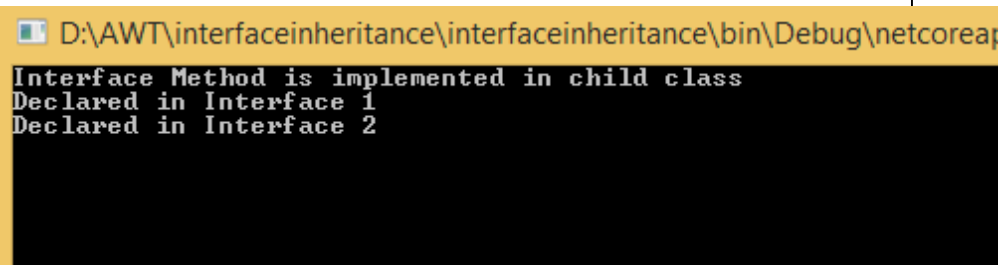 D:\AWT\interfaceinheritance\interfaceinheritance\bin\Debug\netcoreap
Interface Method is implemented in child class
Declared in Interface 1
Declared in Interface 2